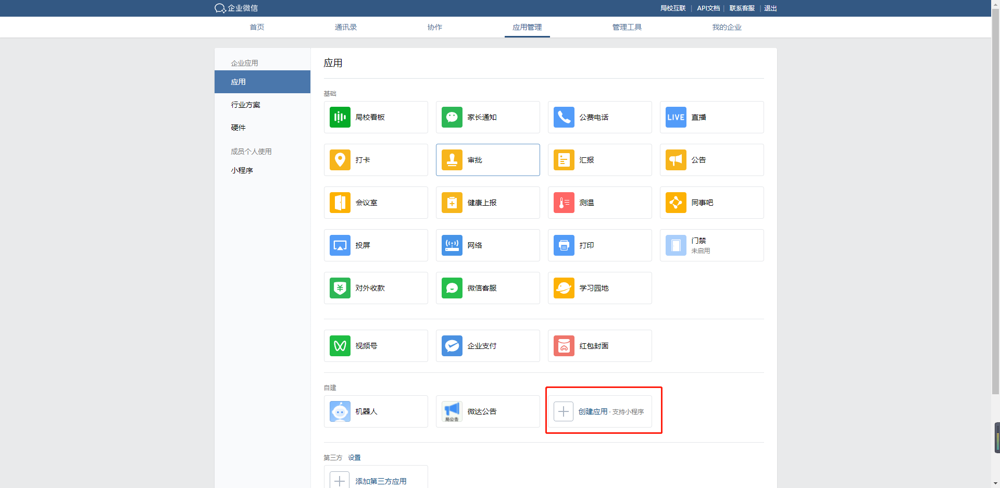 企业微信
局校互联 | API文档 | 联系客服 | 退出
首页 通讯录 协作 应用管理 管理工具 我的企业
企业应用
应用
行业方案
硬件
成员个人使用
小程序
应用
基础
局校看板 家长通知 公费电话 LIVE 直播
打卡 审批 汇报 公告
会议室 健康上报 测温 同事吧
投屏 网络 打印 门禁
未启用
对外收款 微信客服 学习园地
视频号 企业支付 红包封面
自建
机器人 局公告 微达公告 创建应用 · 支持小程序
第三方 设置
添加第三方应用